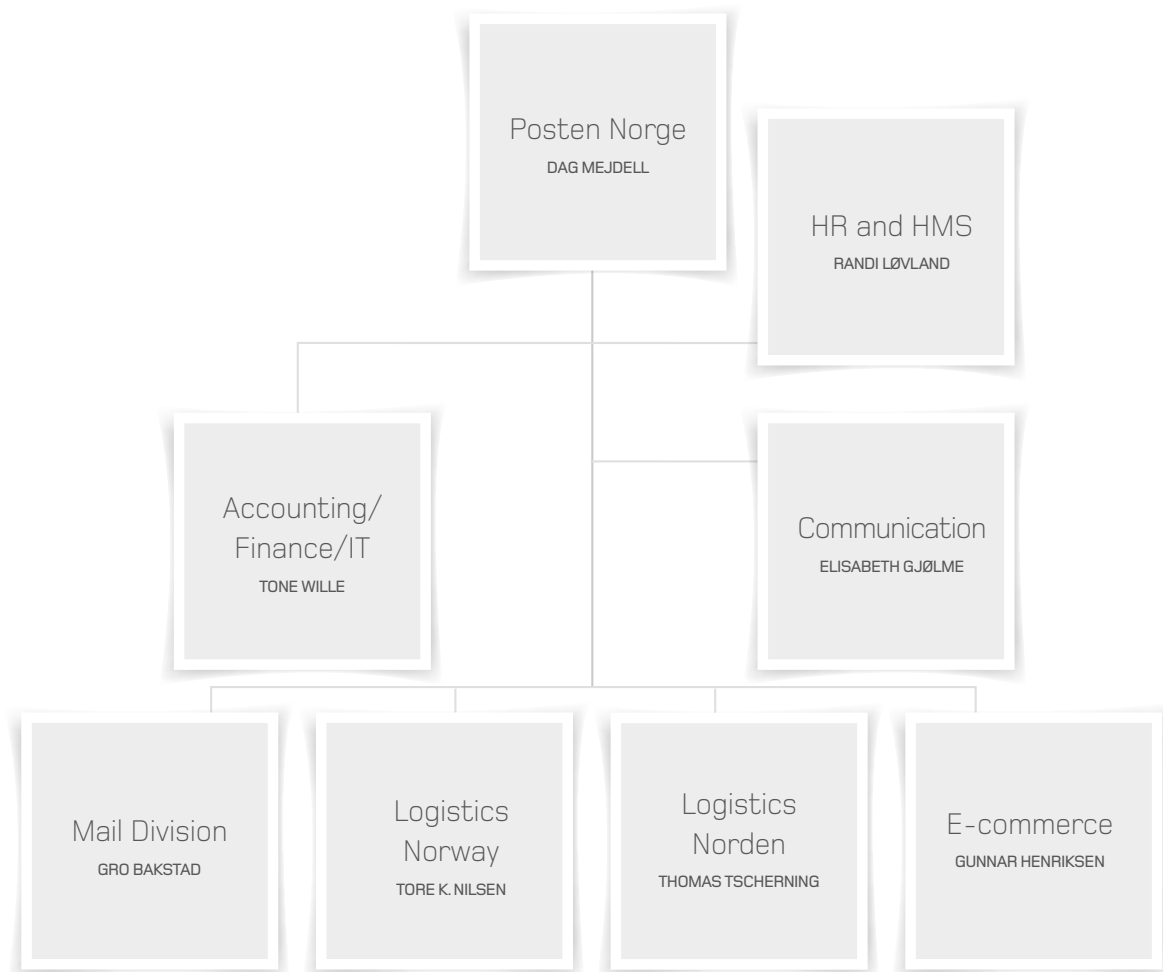 Posten Norge
DAG MEJDELL
HR and HMS
RANDI LØVLAND
Accounting/
Finance/IT
TONE WILLE
Communication
ELISABETH GJØLME
Mail Division
GRO BAKSTAD
Logistics
Norway
TORE K. NILSEN
Logistics
Norden
THOMAS TSCHERNING
E-commerce
GUNNAR HENRIKSEN